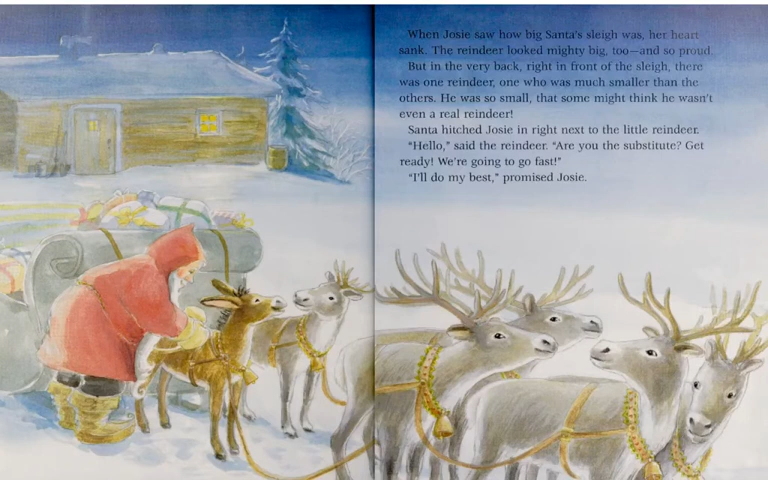 When Josie saw how big Santa's sleigh was, her heart
sank. The reindeer looked mighty big, too—and so proud.
But in the very back, right in front of the sleigh, there
was one reindeer, one who was much smaller than the
others. He was so small, that some might think he wasn't
even a real reindeer!
Santa hitched Josie in right next to the little reindeer.
“Hello,” said the reindeer. “Are you the substitute? Get
ready! We're going to go fast!”
“I'll do my best,” promised Josie.